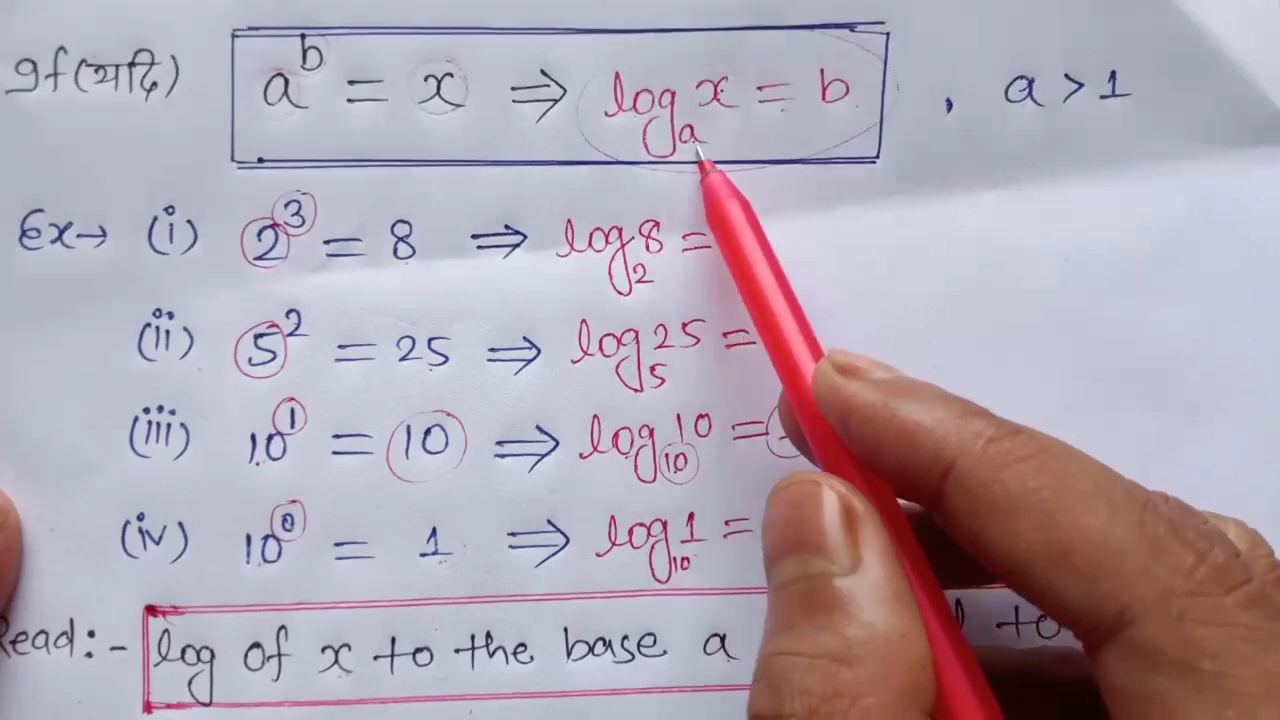 If (यदि) a^b = x ⇒ log_a x = b , a > 1
Ex→ (i) 2^3 = 8 ⇒ log_2 8 =
(ii) 5^2 = 25 ⇒ log_5 25 =
(iii) 10^1 = 10 ⇒ log_10 10 =
(iv) 10^0 = 1 ⇒ log_10 1 =
Read:- log of x to the base a to